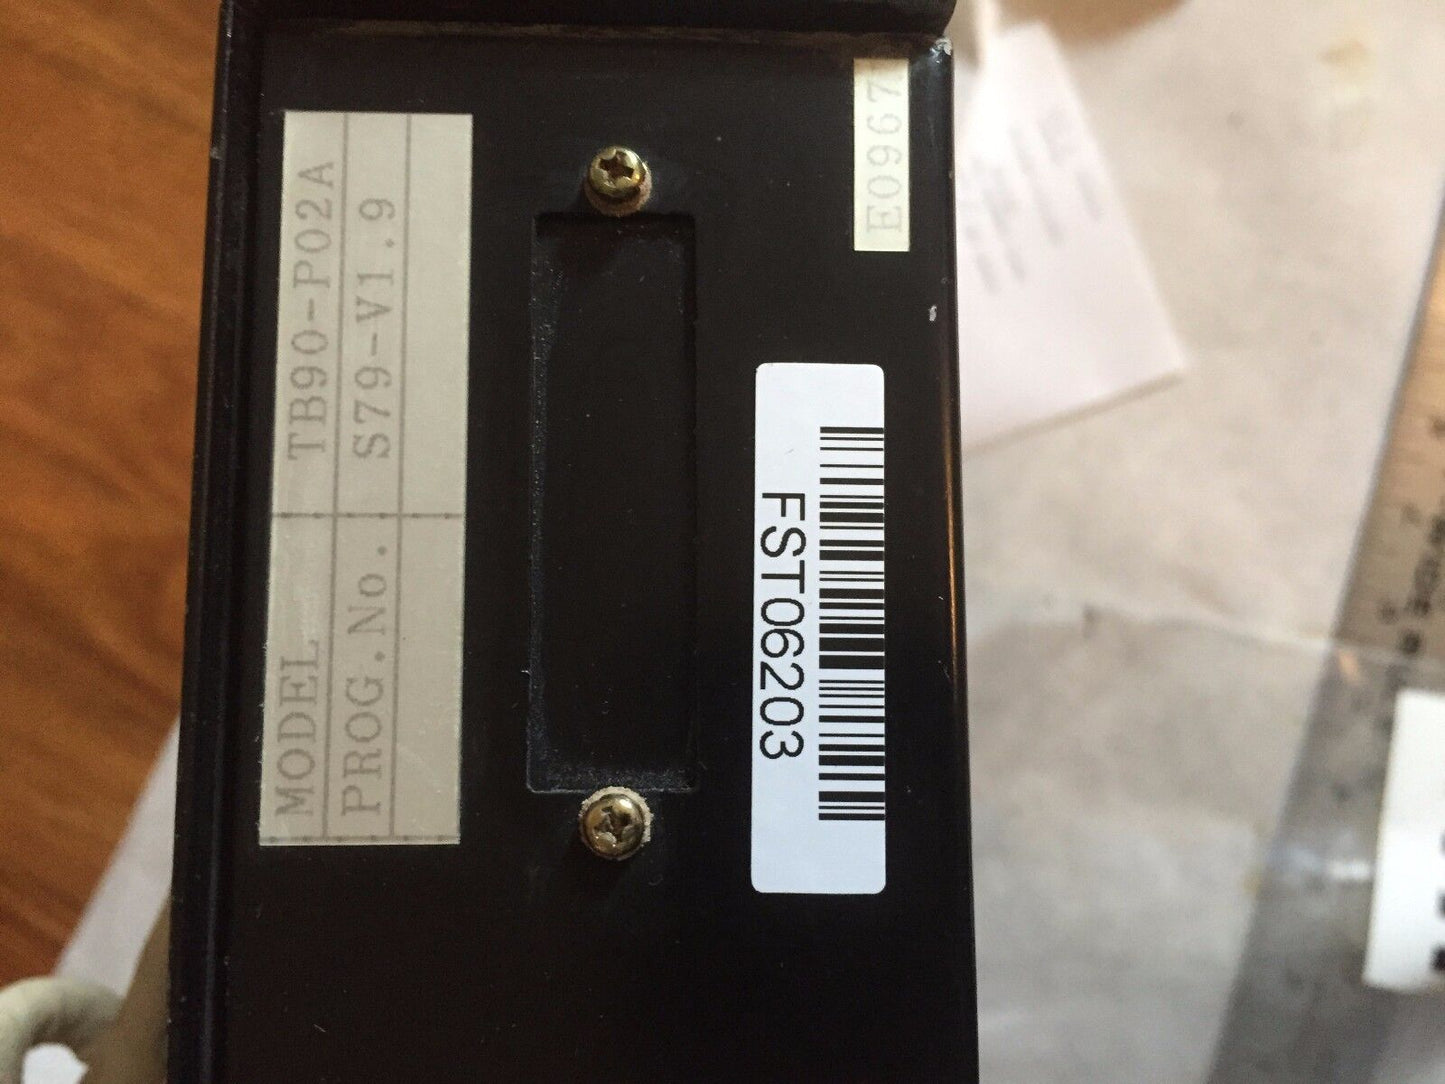 MODEL TB90-P02A
PROG.No. S79-V1.9
E0967
FST06203